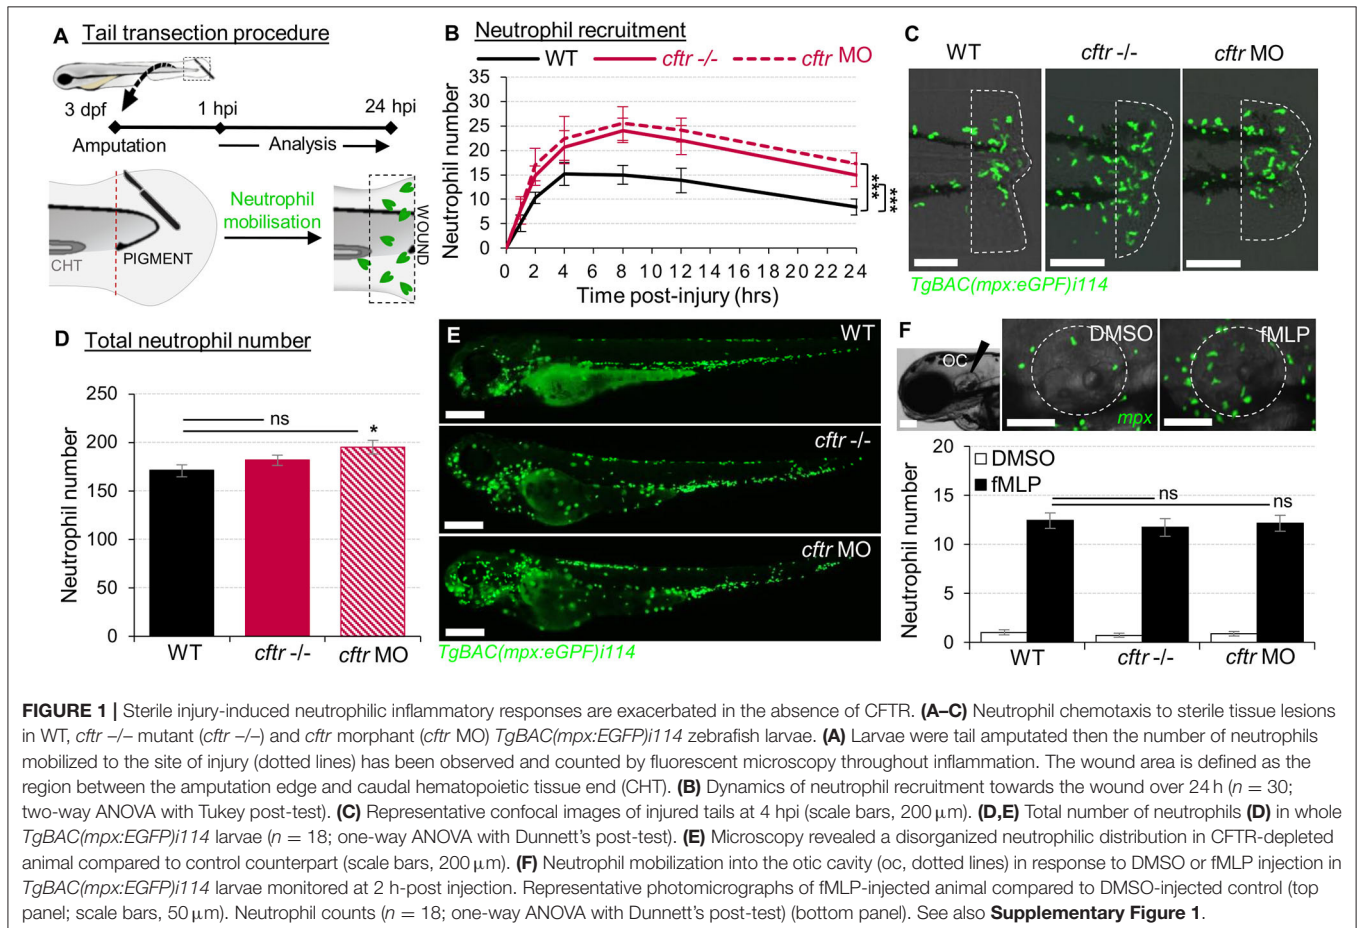 A Tail transection procedure
3 dpf
1 hpi
24 hpi
Amputation
Analysis
Neutrophil
mobilisation
CHT
PIGMENT
WOUND
B Neutrophil recruitment
WT
cftr -/-
cftr MO
Neutrophil number
35
30
25
20
15
10
5
0
0 2 4 6 8 10 12 14 16 18 20 22 24
Time post-injury (hrs)
***
***
C
WT
cftr -/-
cftr MO
TgBAC(mpx:eGPF)i114
D Total neutrophil number
Neutrophil number
250
200
150
100
50
0
ns
*
WT
cftr -/-
cftr MO
E
WT
cftr -/-
cftr MO
TgBAC(mpx:eGPF)i114
F
OC
DMSO
mpx
fMLP
DMSO
fMLP
Neutrophil number
15
12
9
6
3
0
ns
ns
WT
cftr -/-
cftr MO
FIGURE 1 | Sterile injury-induced neutrophilic inflammatory responses are exacerbated in the absence of CFTR. (A–C) Neutrophil chemotaxis to sterile tissue lesions
in WT, cftr –/– mutant (cftr –/–) and cftr morphant (cftr MO) TgBAC(mpx:EGFP)i114 zebrafish larvae. (A) Larvae were tail amputated then the number of neutrophils
mobilized to the site of injury (dotted lines) has been observed and counted by fluorescent microscopy throughout inflammation. The wound area is defined as the
region between the amputation edge and caudal hematopoietic tissue end (CHT). (B) Dynamics of neutrophil recruitment towards the wound over 24 h (n = 30;
two-way ANOVA with Tukey post-test). (C) Representative confocal images of injured tails at 4 hpi (scale bars, 200 μm). (D,E) Total number of neutrophils (D) in whole
TgBAC(mpx:EGFP)i114 larvae (n = 18; one-way ANOVA with Dunnett's post-test). (E) Microscopy revealed a disorganized neutrophilic distribution in CFTR-depleted
animal compared to control counterpart (scale bars, 200 μm). (F) Neutrophil mobilization into the otic cavity (oc, dotted lines) in response to DMSO or fMLP injection in
TgBAC(mpx:EGFP)i114 larvae monitored at 2 h-post injection. Representative photomicrographs of fMLP-injected animal compared to DMSO-injected control (top
panel; scale bars, 50 μm). Neutrophil counts (n = 18; one-way ANOVA with Dunnett's post-test) (bottom panel). See also Supplementary Figure 1.